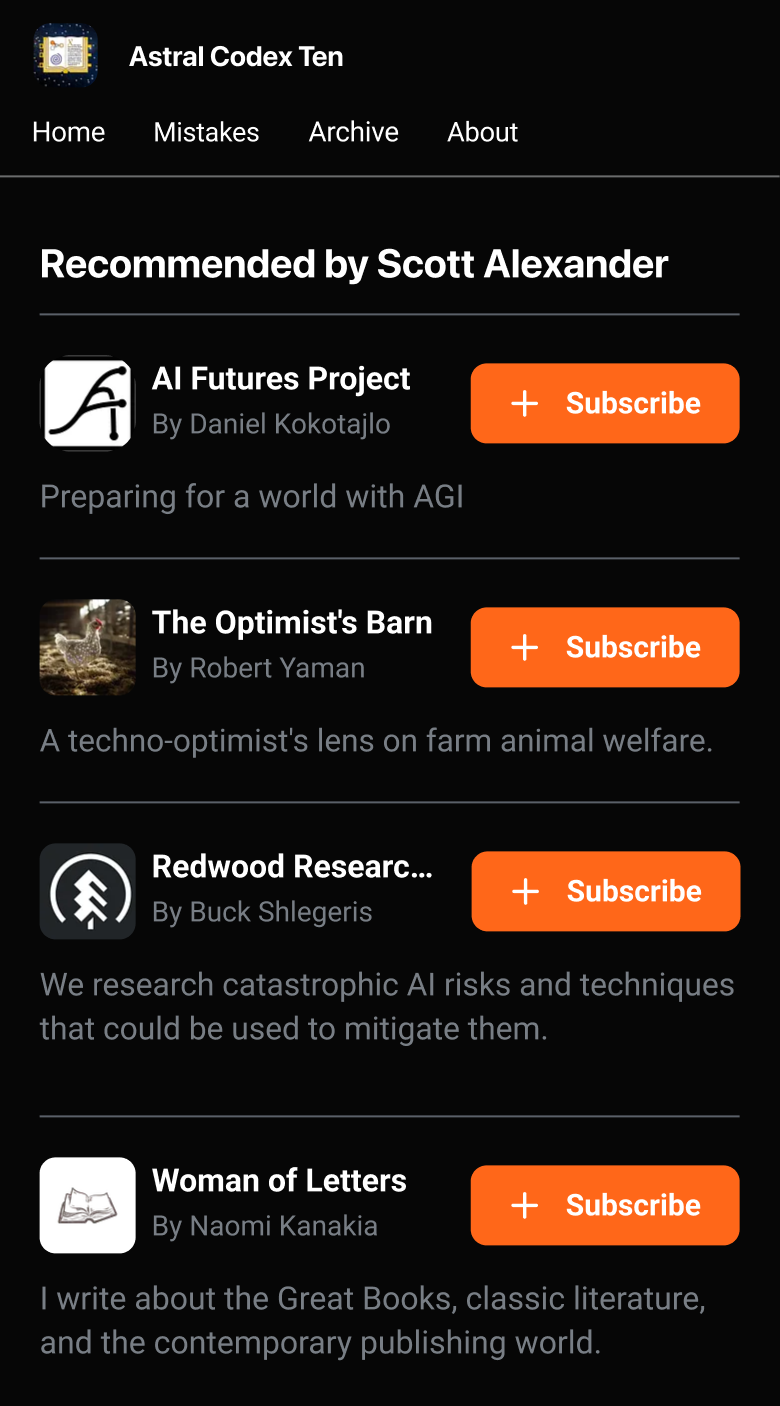 Astral Codex Ten
Home Mistakes Archive About
Recommended by Scott Alexander
AI Futures Project
By Daniel Kokotajlo
Subscribe
Preparing for a world with AGI
The Optimist's Barn
By Robert Yaman
Subscribe
A techno-optimist's lens on farm animal welfare.
Redwood Researc...
By Buck Shlegeris
Subscribe
We research catastrophic AI risks and techniques
that could be used to mitigate them.
Woman of Letters
By Naomi Kanakia
Subscribe
I write about the Great Books, classic literature,
and the contemporary publishing world.